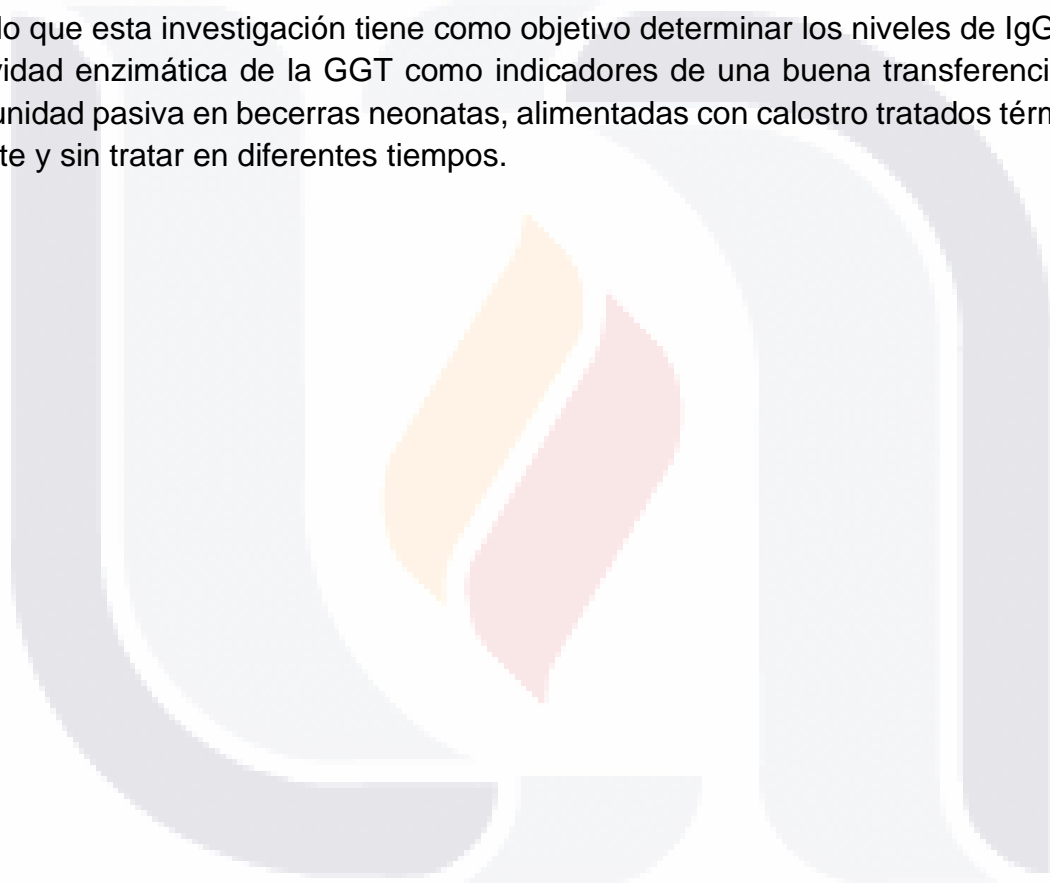 lo que esta investigación tiene como objetivo determinar los niveles de IgG
vidad enzimática de la GGT como indicadores de una buena transferenci
unidad pasiva en becerras neonatas, alimentadas con calostro tratados térm
te y sin tratar en diferentes tiempos.